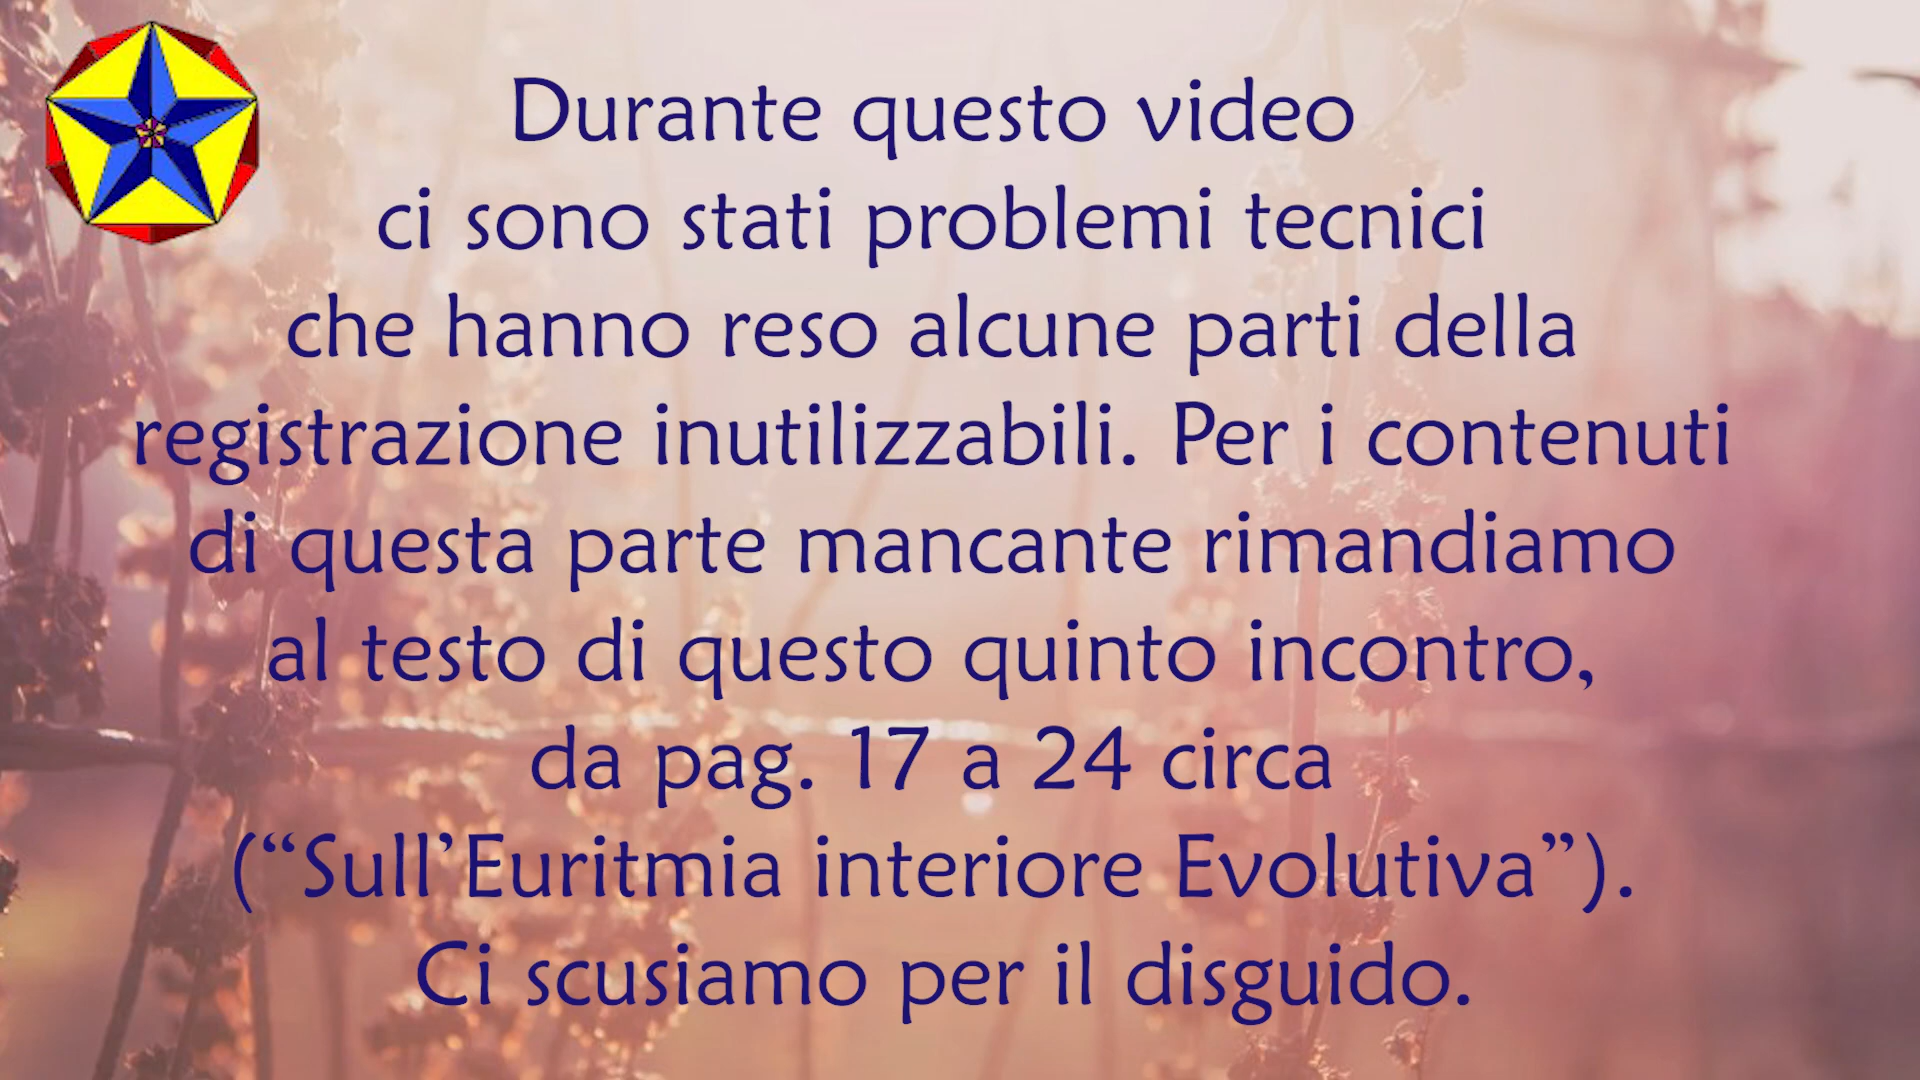 Durante questo video
ci sono stati problemi tecnici
che hanno reso alcune parti della
registrazione inutilizzabili. Per i contenuti
di questa parte mancante rimandiamo
al testo di questo quinto incontro,
da pag. 17 a 24 circa
(“Sull’Euritmia interiore Evolutiva”).
Ci scusiamo per il disguido.